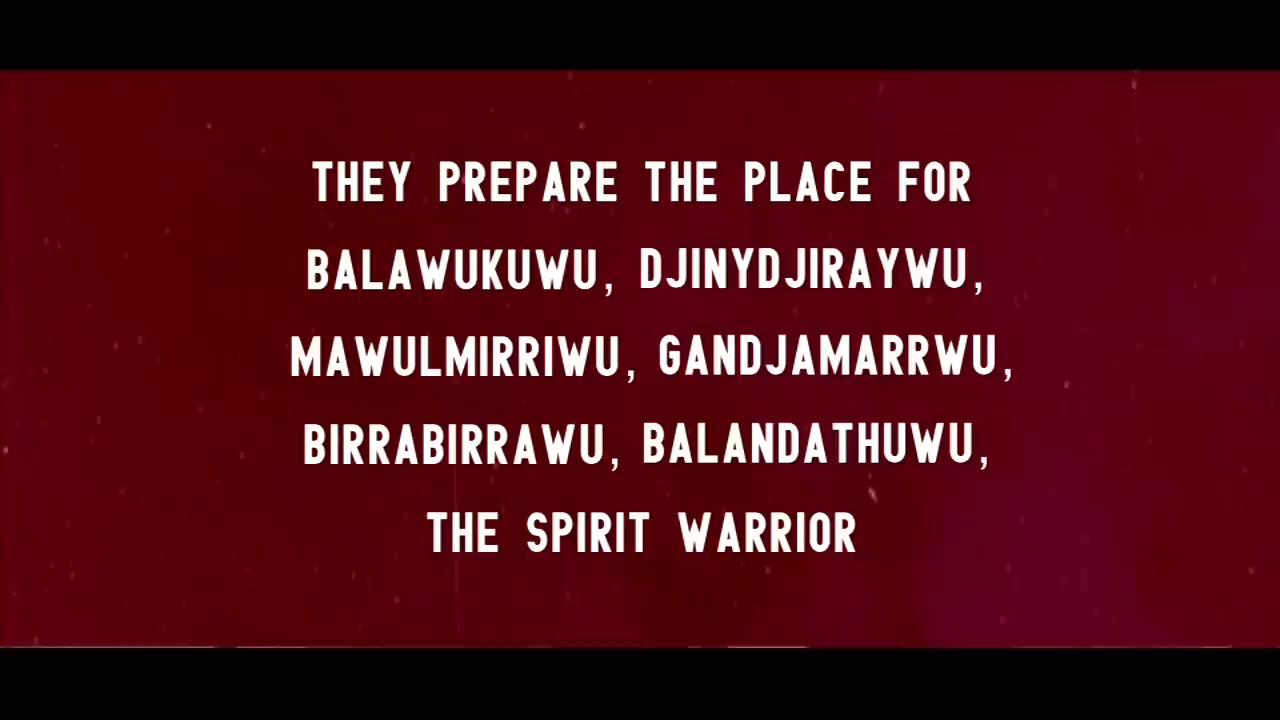 THEY PREPARE THE PLACE FOR
BALAWUKUWU, DJINYDJIRAYWU,
MAWULMIRRIWU, GANDJAMARRWU,
BIRRABIRRAWU, BALANDATHUWU,
THE SPIRIT WARRIOR